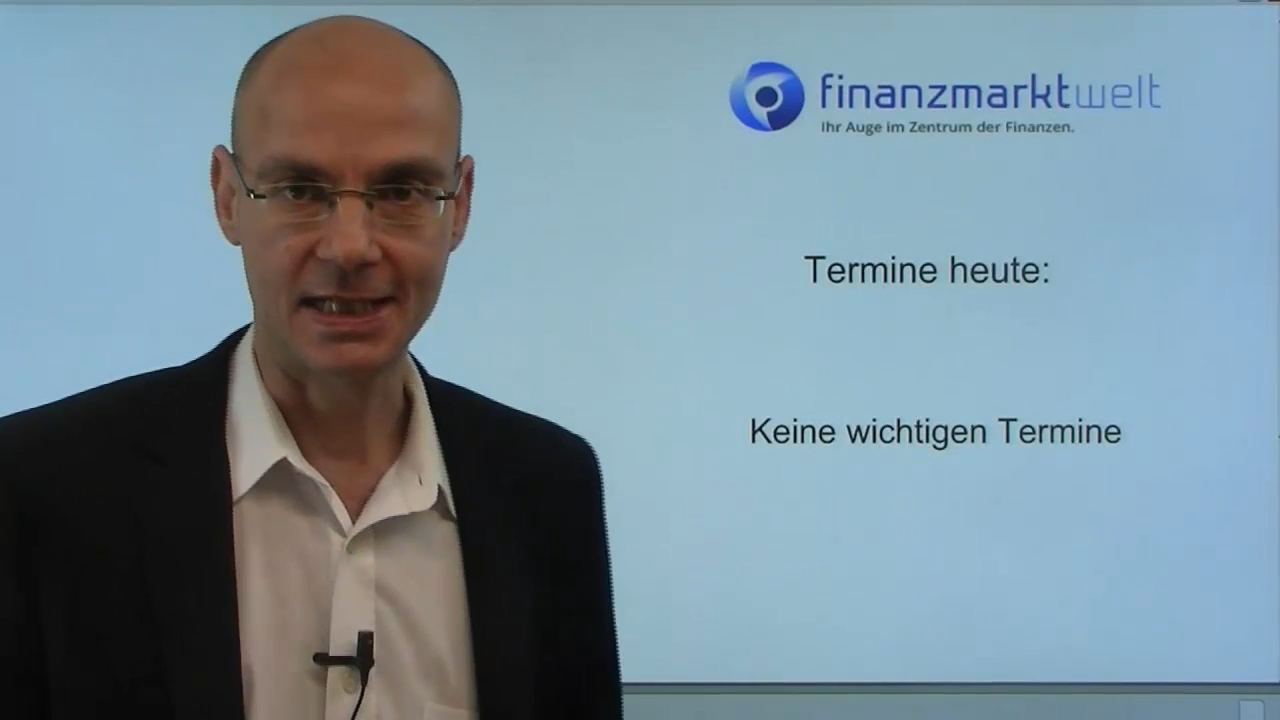 finanzmarktwelt
Ihr Auge im Zentrum der Finanzen.
Termine heute:
Keine wichtigen Termine